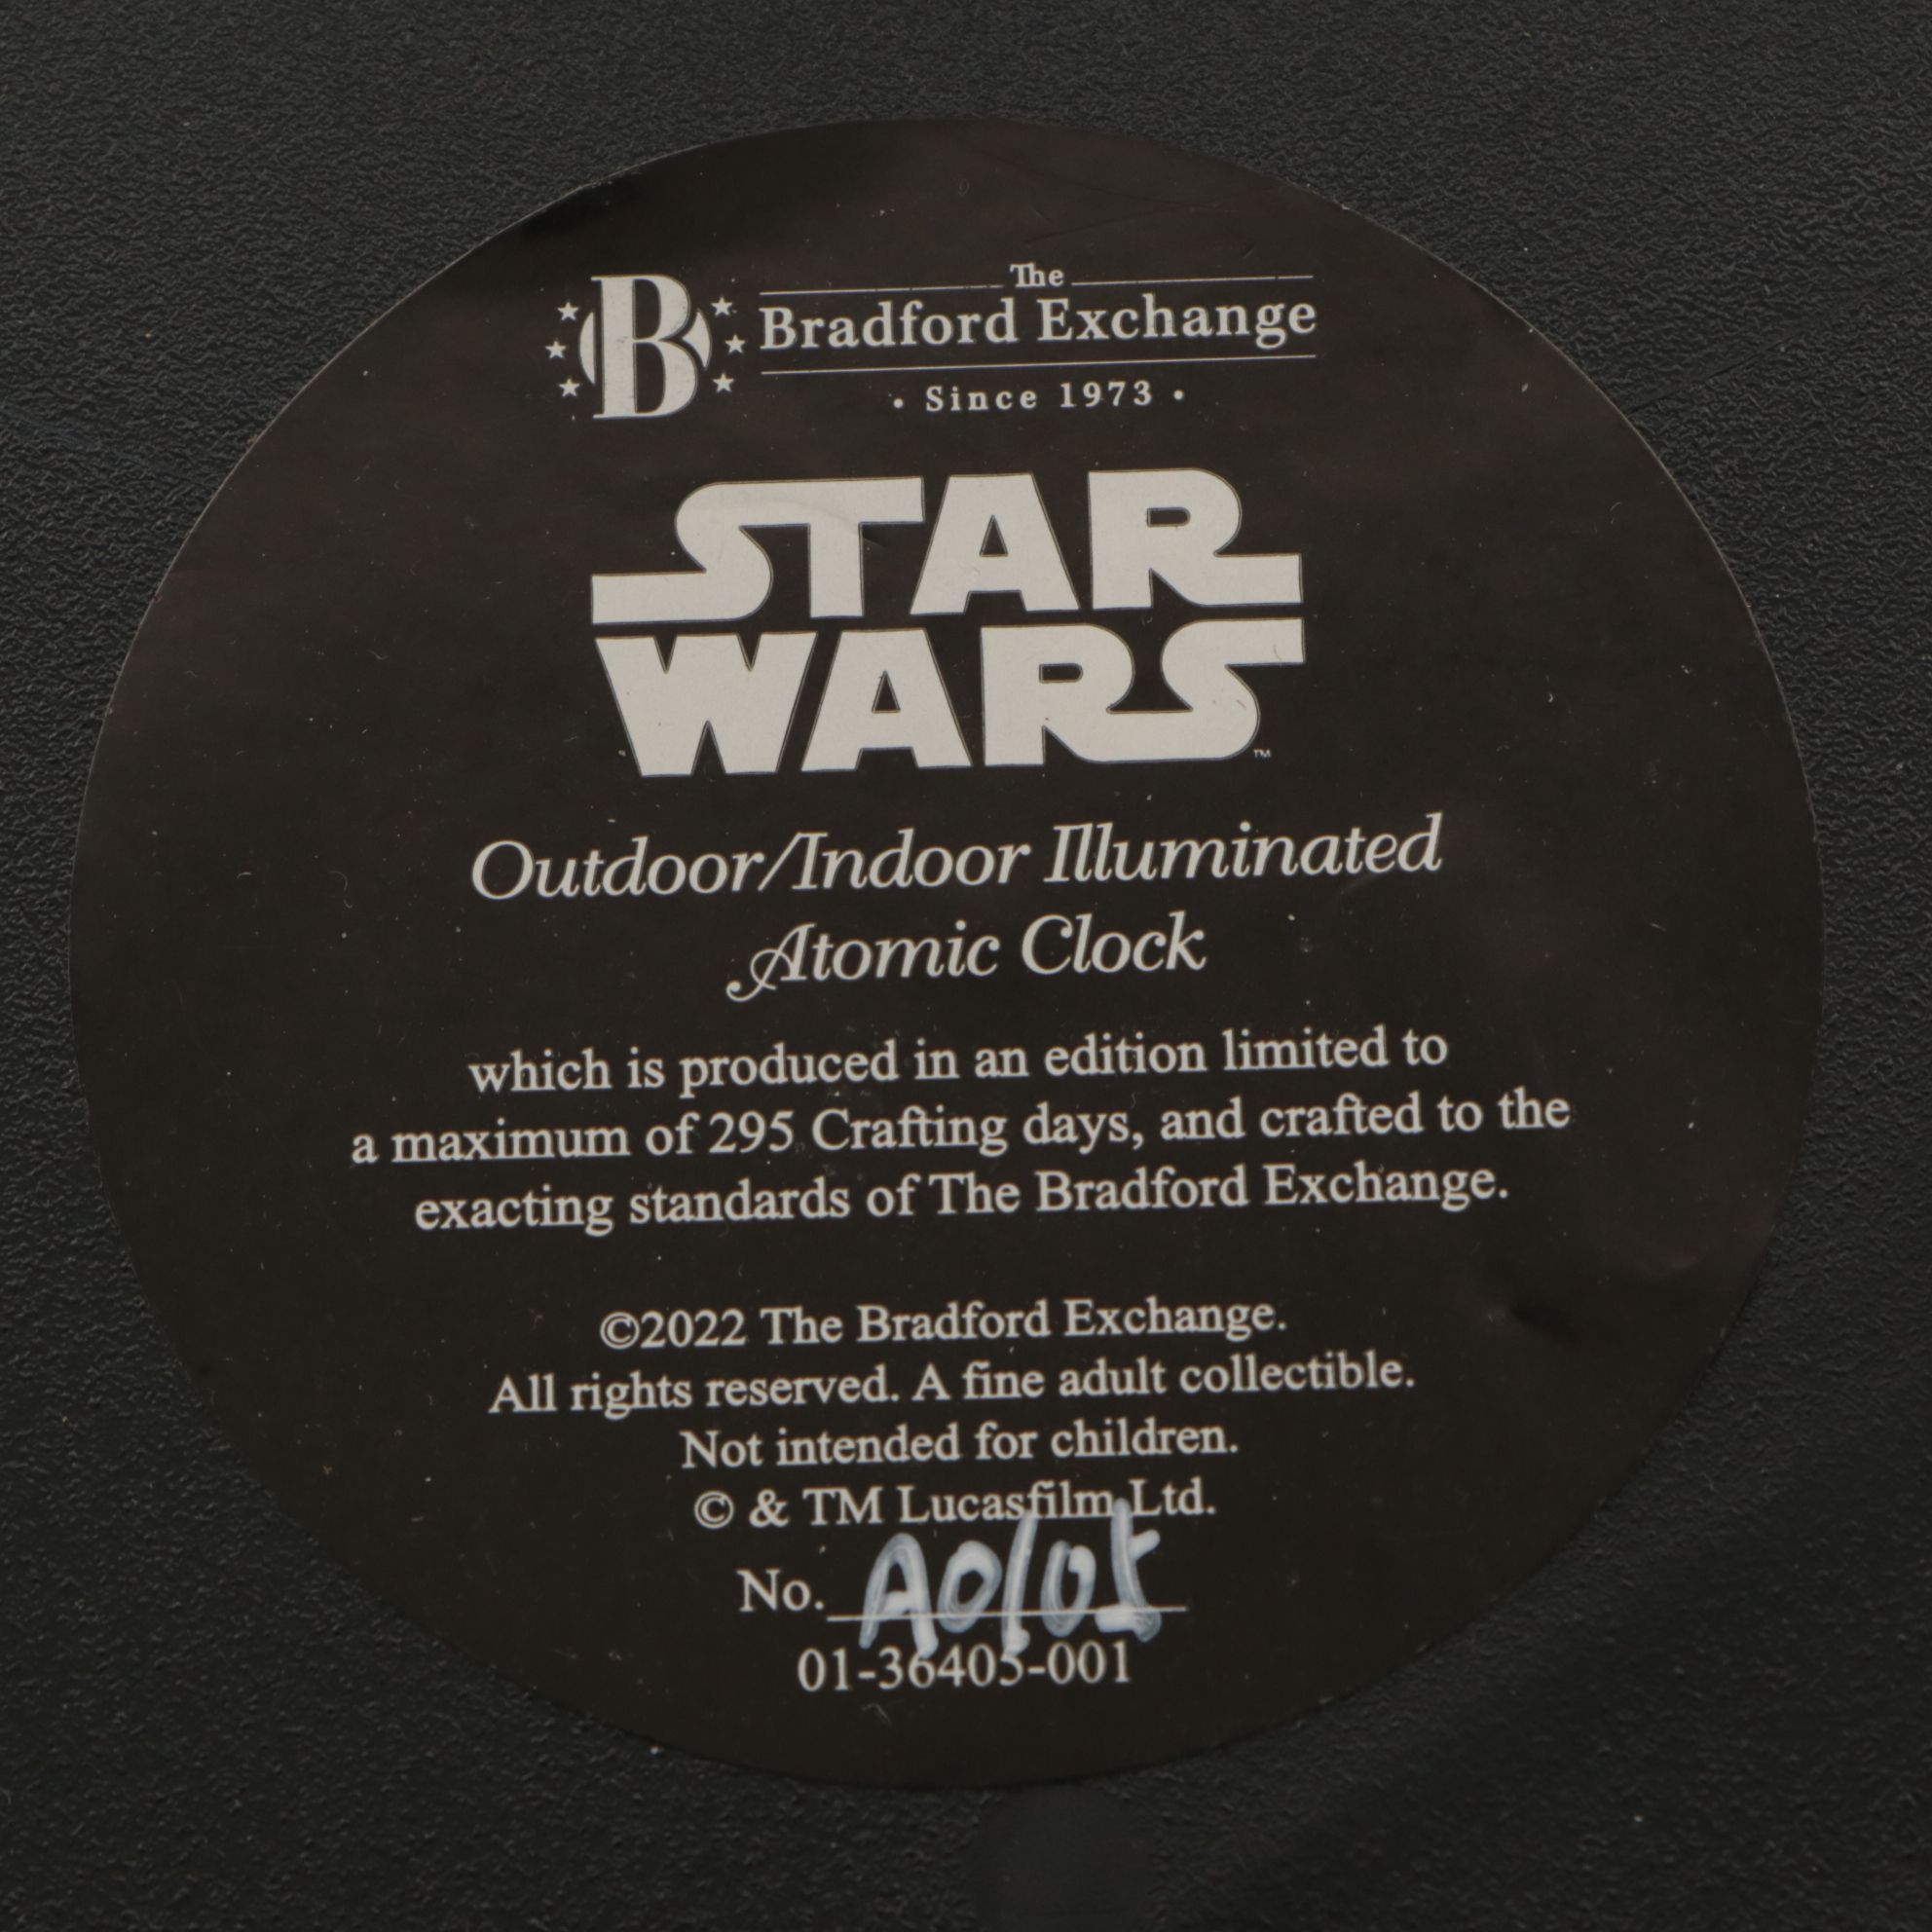 B
The
Bradford Exchange
• Since 1973 •
STAR
WARS™
Outdoor/Indoor Illuminated
Atomic Clock
which is produced in an edition limited to
a maximum of 295 Crafting days, and crafted to the
exacting standards of The Bradford Exchange.
©2022 The Bradford Exchange.
All rights reserved. A fine adult collectible.
Not intended for children.
© & TM Lucasfilm Ltd.
No.
01-36405-001